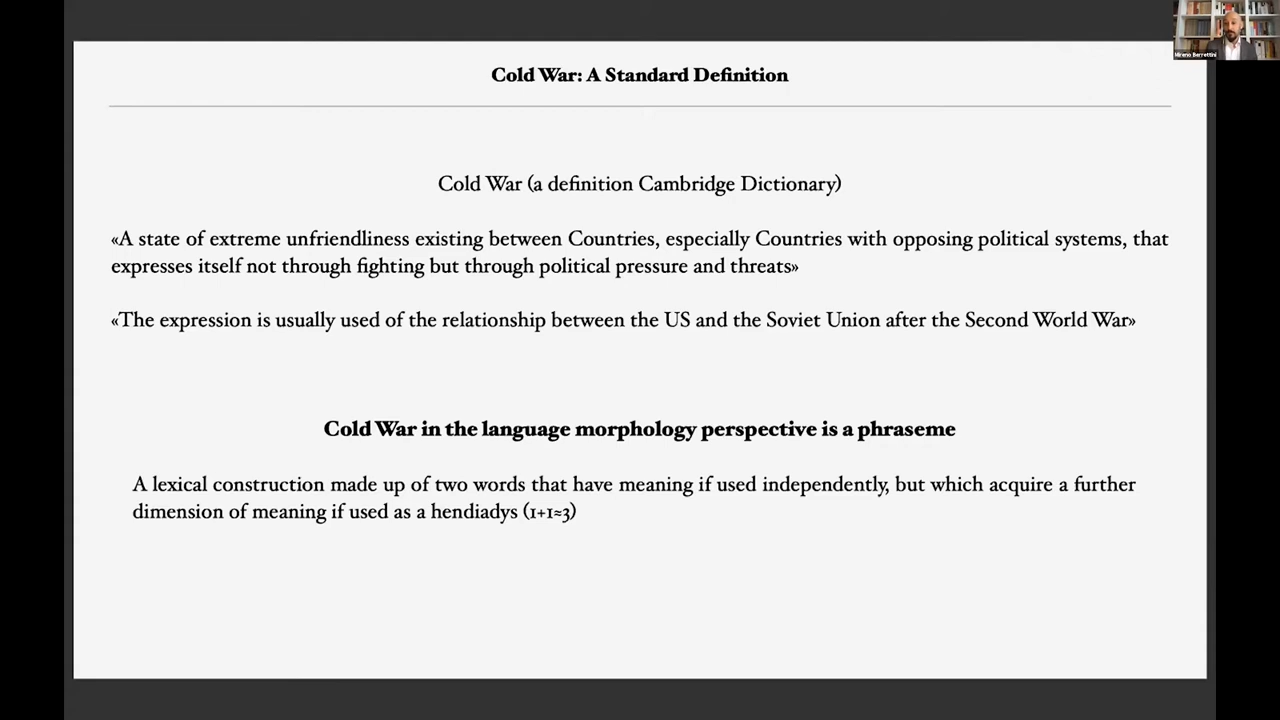 Mireno Berrettini
Cold War: A Standard Definition
Cold War (a definition Cambridge Dictionary)
«A state of extreme unfriendliness existing between Countries, especially Countries with opposing political systems, that
expresses itself not through fighting but through political pressure and threats»
«The expression is usually used of the relationship between the US and the Soviet Union after the Second World War»
Cold War in the language morphology perspective is a phraseme
A lexical construction made up of two words that have meaning if used independently, but which acquire a further
dimension of meaning if used as a hendiadys (1+1≈3)